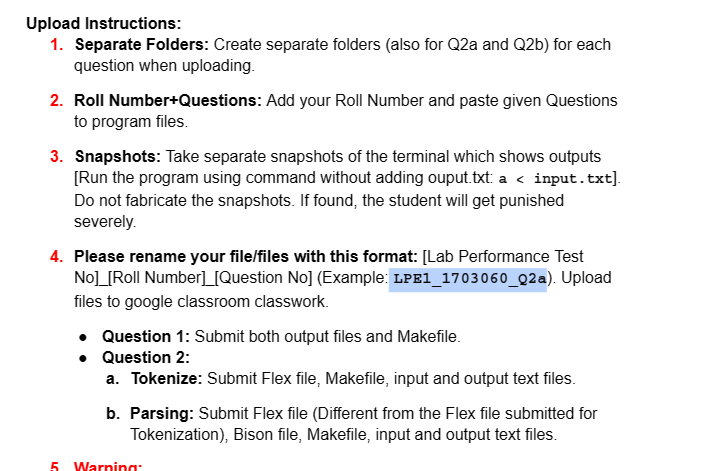 Upload Instructions:
1. Separate Folders: Create separate folders (also for Q2a and Q2b) for each
question when uploading.
2. Roll Number+Questions: Add your Roll Number and paste given Questions
to program files.
3. Snapshots: Take separate snapshots of the terminal which shows outputs
[Run the program using command without adding ouput.txt: a < input.txt].
Do not fabricate the snapshots. If found, the student will get punished
severely.
4. Please rename your file/files with this format: [Lab Performance Test
No]_[Roll Number]_[Question No] (Example: LPE1_1703060_Q2a). Upload
files to google classroom classwork.
● Question 1: Submit both output files and Makefile.
● Question 2:
a. Tokenize: Submit Flex file, Makefile, input and output text files.
b. Parsing: Submit Flex file (Different from the Flex file submitted for
Tokenization), Bison file, Makefile, input and output text files.
5. Warning: